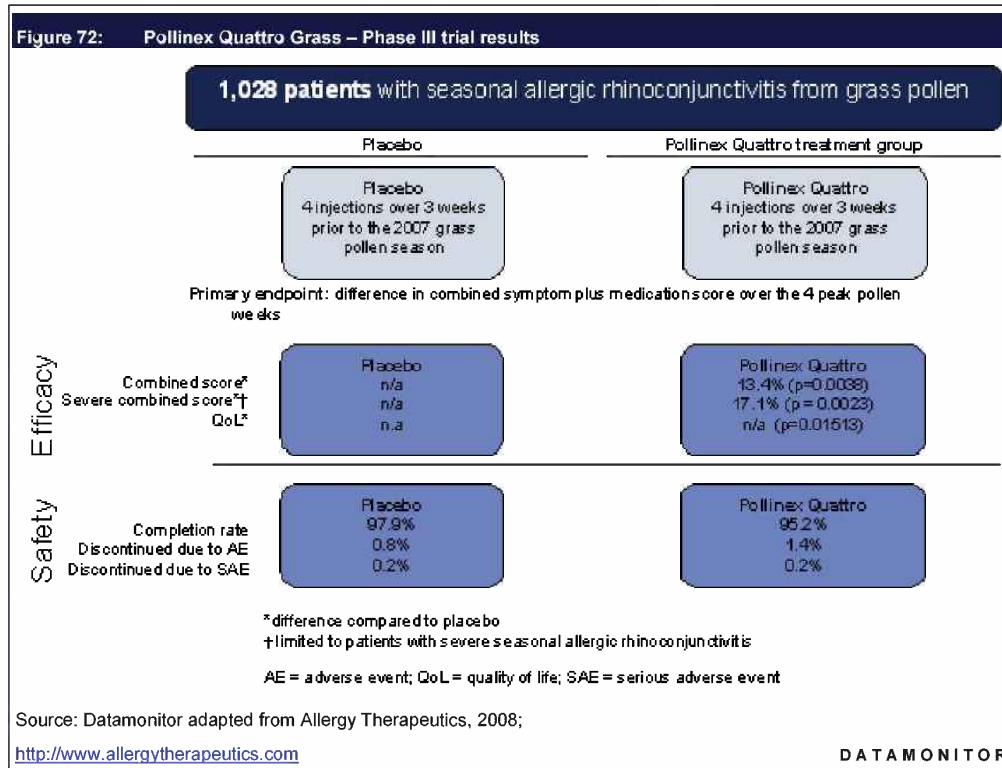 Figure 72: Pollinex Quattro Grass – Phase III trial results
1,028 patients with seasonal allergic rhinoconjunctivitis from grass pollen
Placebo
Pollinex Quattro treatment group
Placebo
4 injections over 3 weeks
prior to the 2007 grass
pollen season
Pollinex Quattro
4 injections over 3 weeks
prior to the 2007 grass
pollen season
Primary endpoint: difference in combined symptom plus medication score over the 4 peak pollen
weeks
Efficacy
Combined score*
Severe combined score*†
QoL*
Placebo
n/a
n/a
n.a
Pollinex Quattro
13.4% (p=0.0038)
17.1% (p = 0.0023)
n/a (p=0.01513)
Safety
Completion rate
Discontinued due to AE
Discontinued due to SAE
Placebo
97.9%
0.8%
0.2%
Pollinex Quattro
95.2%
1.4%
0.2%
*difference compared to placebo
†limited to patients with severe seasonal allergic rhinoconjunctivitis
AE = adverse event; QoL = quality of life; SAE = serious adverse event
Source: Datamonitor adapted from Allergy Therapeutics, 2008;
http://www.allergytherapeutics.com
DATAMONITOR